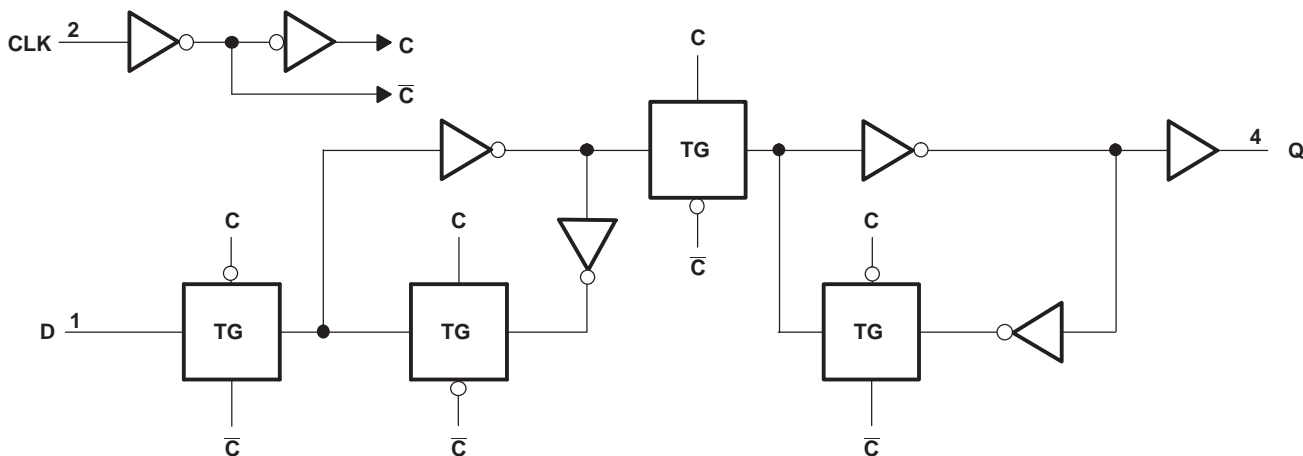 CLK 2 C
C̅
C
TG 4 Q
C C C
C̅
D 1 TG TG TG
C̅ C̅ C̅